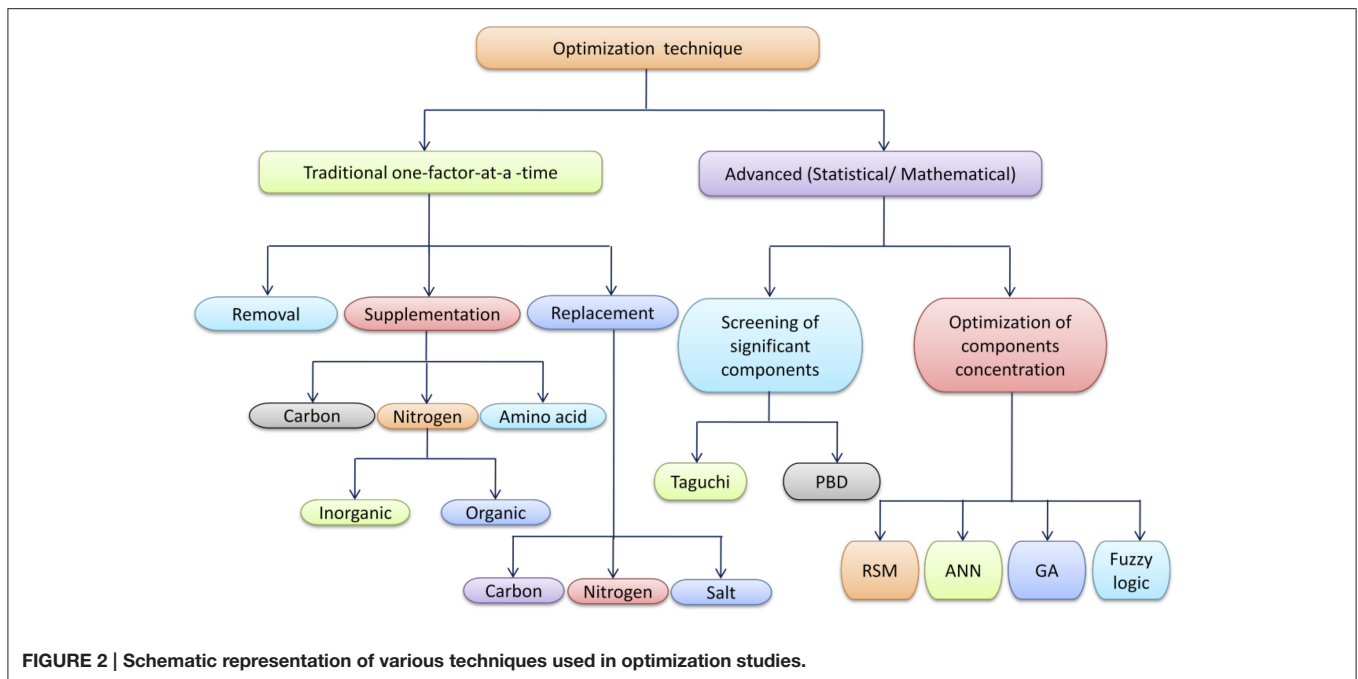 Optimization technique
Traditional one-factor-at-a -time
Advanced (Statistical/ Mathematical)
Removal
Supplementation
Replacement
Screening of
significant
components
Optimization of
components
concentration
Carbon
Nitrogen
Amino acid
Taguchi
PBD
Inorganic
Organic
RSM
ANN
GA
Fuzzy
logic
Carbon
Nitrogen
Salt
FIGURE 2 | Schematic representation of various techniques used in optimization studies.